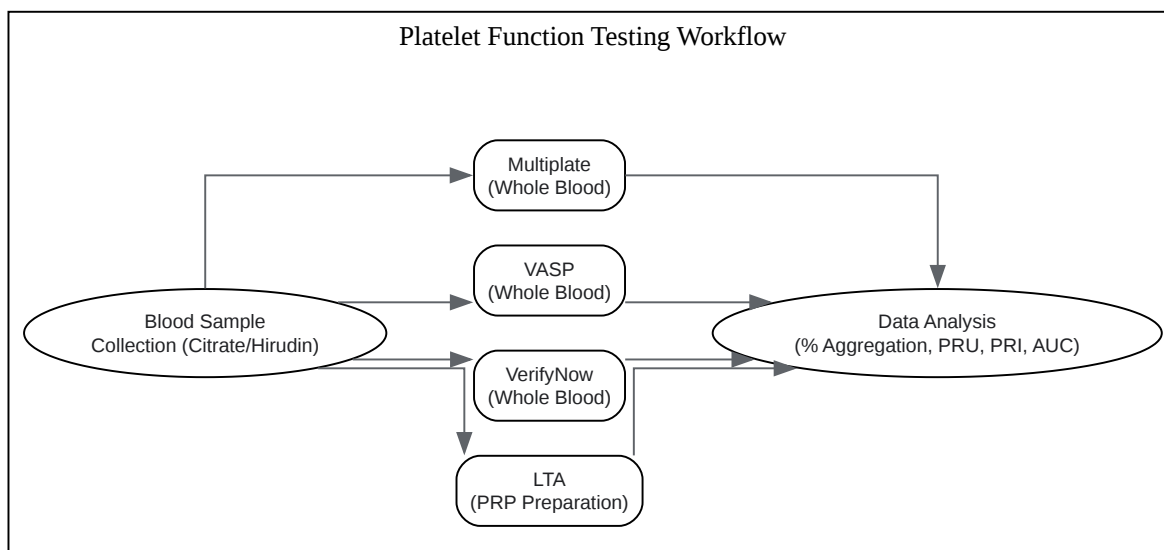 Platelet Function Testing Workflow
Multiplate
(Whole Blood)
VASP
(Whole Blood)
Blood Sample
Collection (Citrate/Hirudin)
Data Analysis
(% Aggregation, PRU, PRI, AUC)
VerifyNow
(Whole Blood)
LTA
(PRP Preparation)